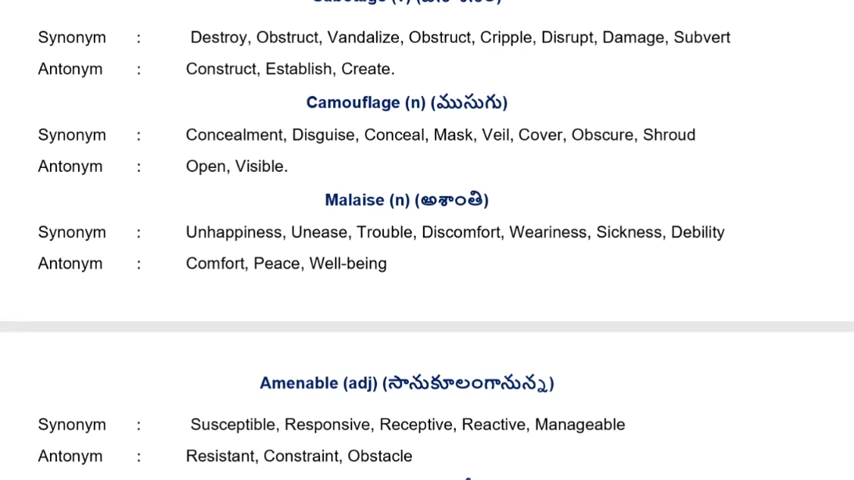 Synonym : Destroy, Obstruct, Vandalize, Obstruct, Cripple, Disrupt, Damage, Subvert
Antonym : Construct, Establish, Create.
Camouflage (n) (ముసుగు)
Synonym : Concealment, Disguise, Conceal, Mask, Veil, Cover, Obscure, Shroud
Antonym : Open, Visible.
Malaise (n) (అశాంతి)
Synonym : Unhappiness, Unease, Trouble, Discomfort, Weariness, Sickness, Debility
Antonym : Comfort, Peace, Well-being
Amenable (adj) (సానుకూలంగానున్న)
Synonym : Susceptible, Responsive, Receptive, Reactive, Manageable
Antonym : Resistant, Constraint, Obstacle